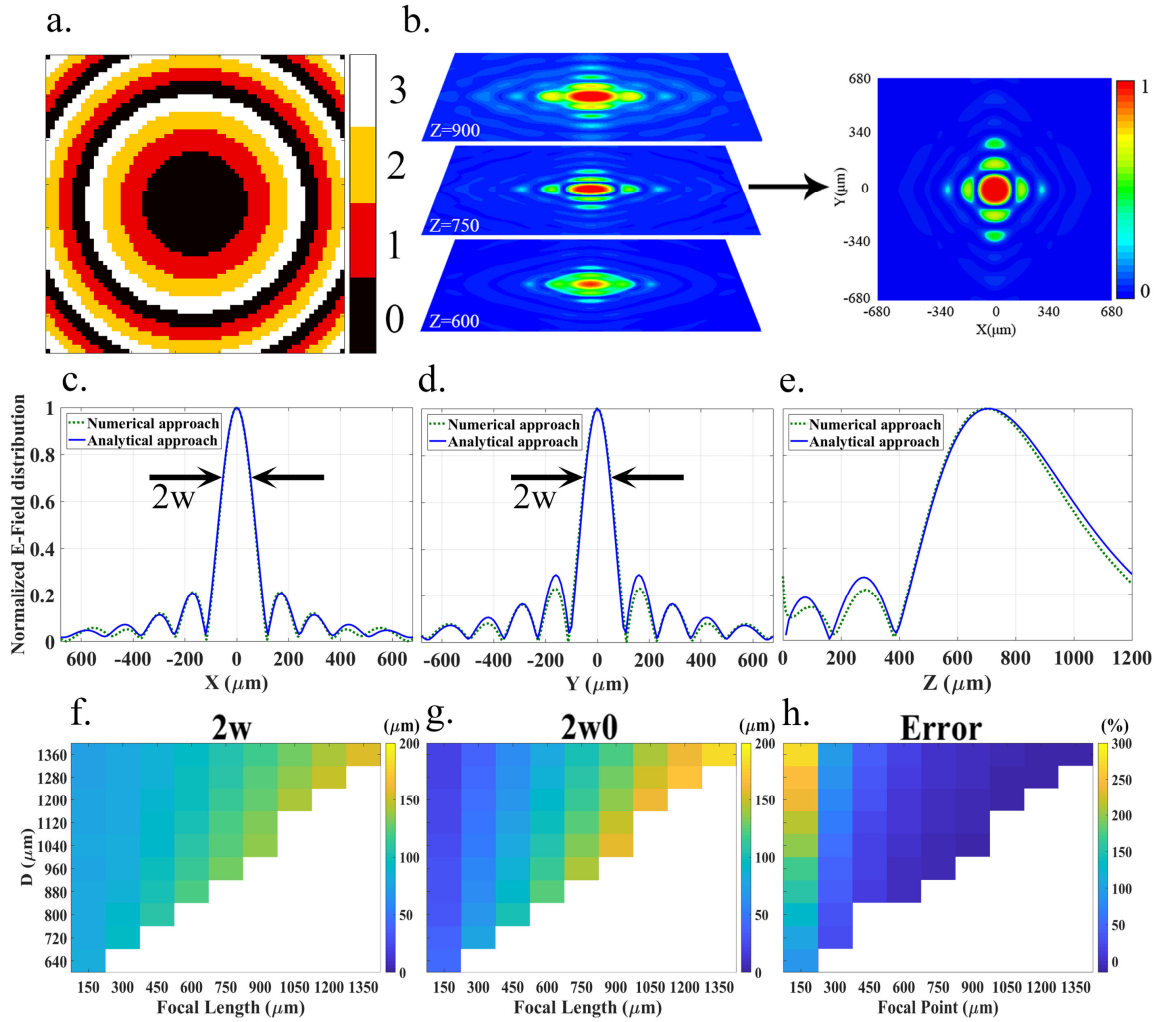 a.
3
2
1
0
b.
Z=900
Z=750
Z=600
680
340
0
-340
-680
Y(μm)
-680 -340 0 340 680
X(μm)
1
0
c.
Normalized E-Field distribution
1
0.8
0.6
0.4
0.2
0
Numerical approach
Analytical approach
2w
600 -400 -200 0 200 400 600
X (μm)
d.
Numerical approach
Analytical approach
2w
-600 -400 -200 0 200 400 600
Y (μm)
e.
Numerical approach
Analytical approach
0 200 400 600 800 1000 1200
Z (μm)
f.
2w
(μm)
D (μm)
1360
1280
1200
1120
1040
960
880
800
720
640
150 300 450 600 750 900 1050 1200 1350
Focal Length (μm)
200
150
100
50
0
g.
2w0
(μm)
150 300 450 600 750 900 1050 1200 1350
Focal Length (μm)
200
150
100
50
0
h.
Error
(%)
150 300 450 600 750 900 1050 1200 1350
Focal Point (μm)
300
250
200
150
100
50
0